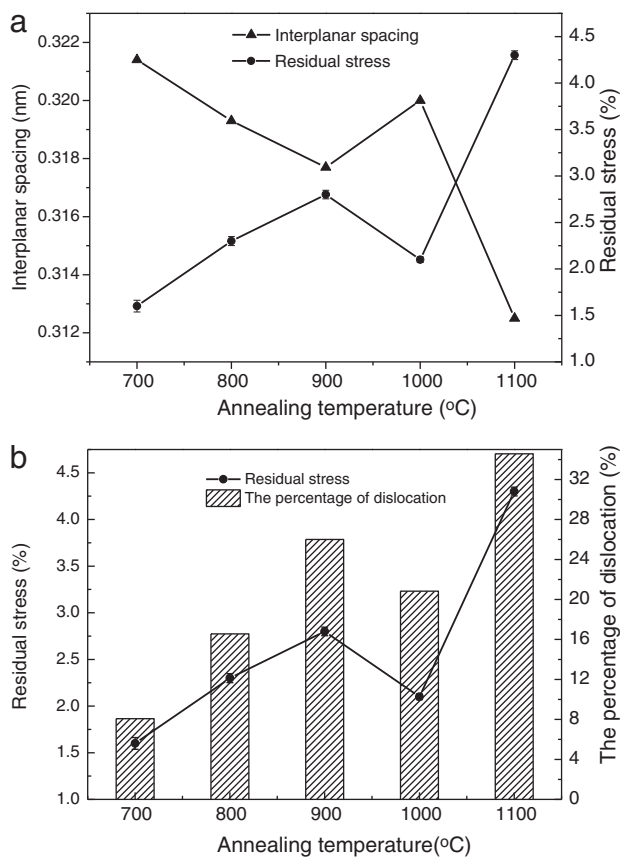 a
Interplanar spacing
Residual stress
0.322
0.320
0.318
0.316
0.314
0.312
Interplanar spacing (nm)
4.5
4.0
3.5
3.0
2.5
2.0
1.5
1.0
Residual stress (%)
700 800 900 1000 1100
Annealing temperature (ºC)
b
Residual stress
The percentage of dislocation
4.5
4.0
3.5
3.0
2.5
2.0
1.5
1.0
Residual stress (%)
32
28
24
20
16
12
8
4
0
The percentage of dislocation (%)
700 800 900 1000 1100
Annealing temperature(ºC)